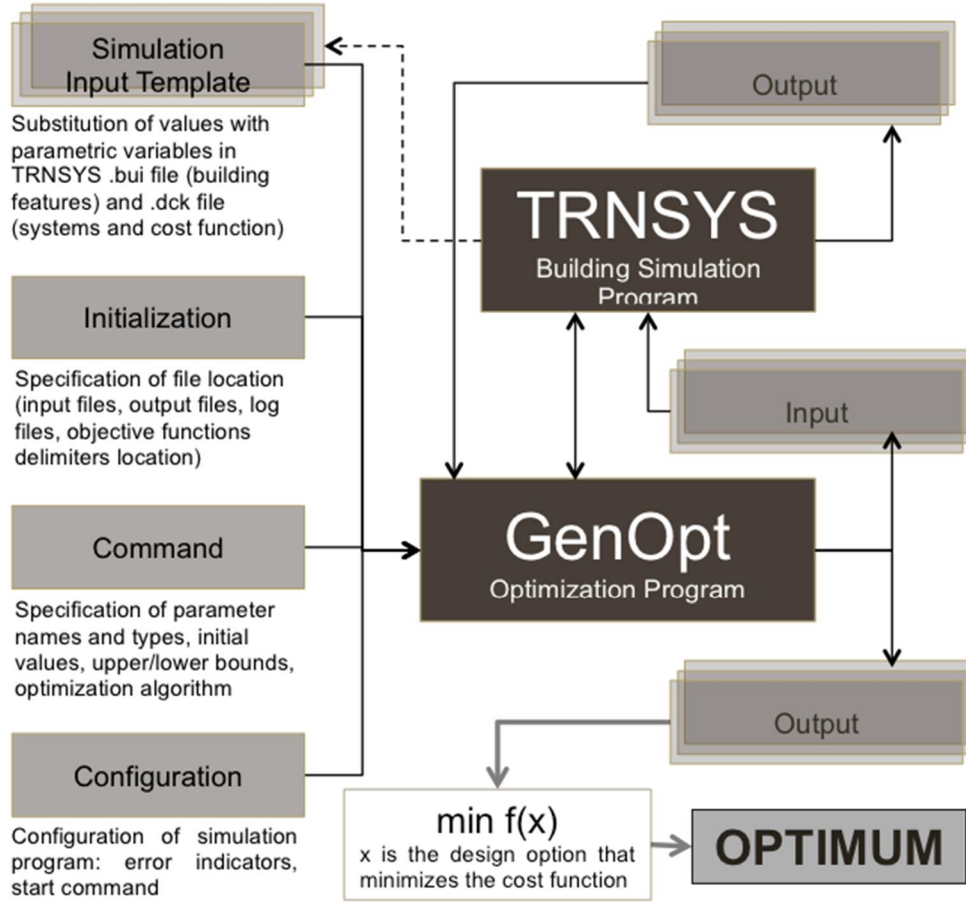 Simulation
Input Template
Substitution of values with
parametric variables in
TRNSYS .bui file (building
features) and .dck file
(systems and cost function)
Initialization
Specification of file location
(input files, output files, log
files, objective functions
delimiters location)
Command
Specification of parameter
names and types, initial
values, upper/lower bounds,
optimization algorithm
Configuration
Configuration of simulation
program: error indicators,
start command
Output
TRNSYS
Building Simulation
Program
Input
GenOpt
Optimization Program
Output
min f(x)
x is the design option that
minimizes the cost function
OPTIMUM